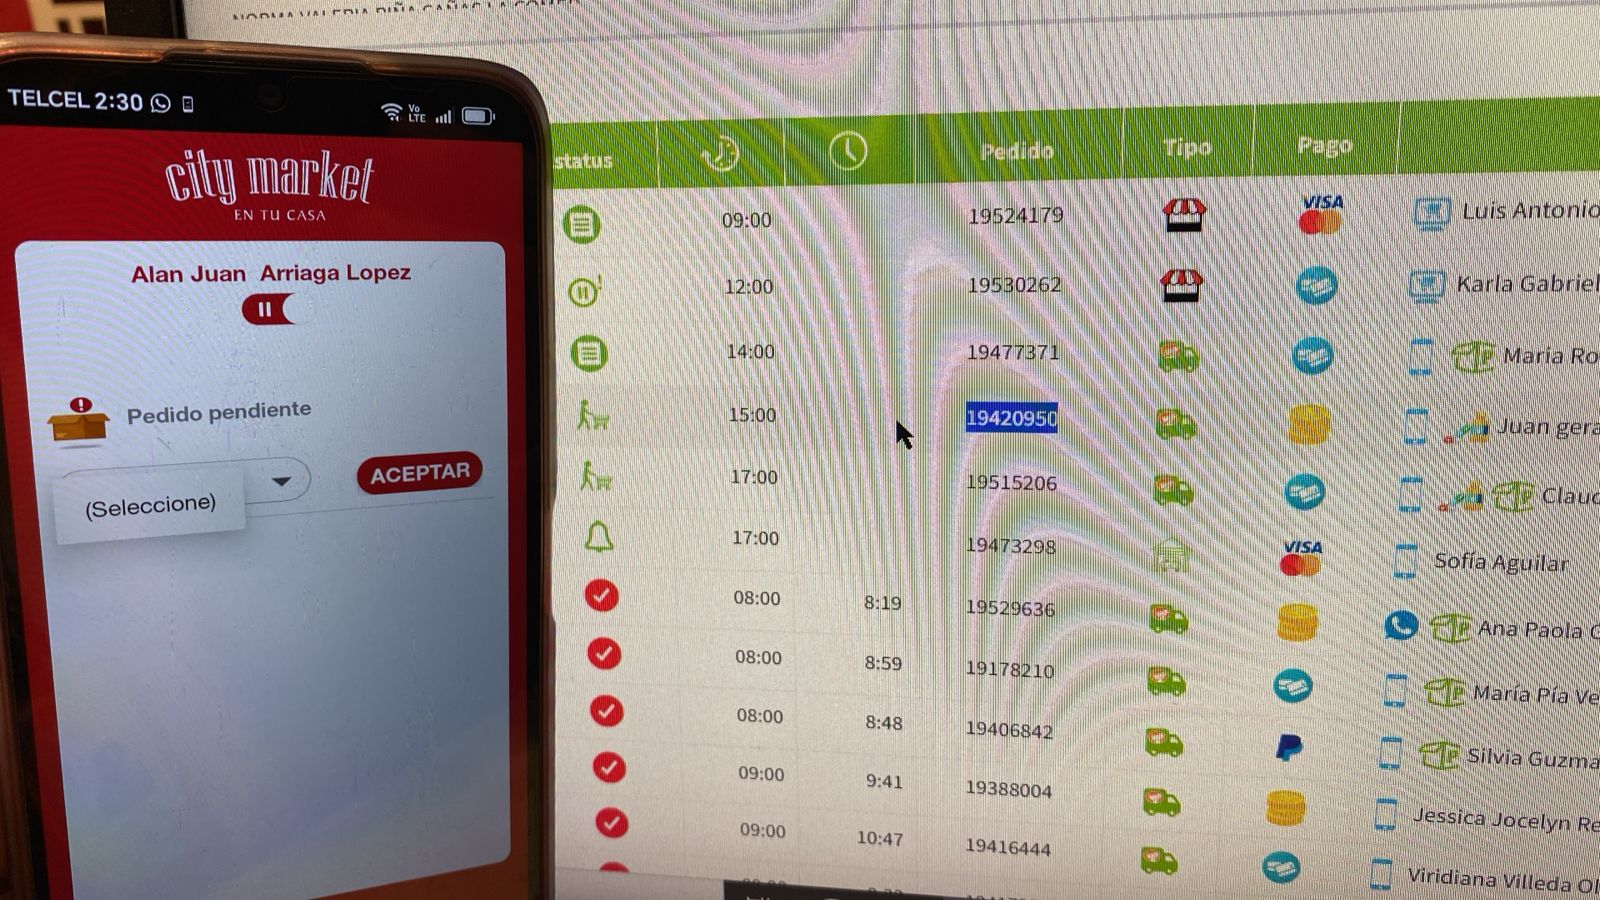 TELCEL 2:30
Vo LTE
city market
EN TU CASA
Alan Juan Arriaga Lopez
Pedido pendiente
ACEPTAR
(Seleccione)
NORMA VALERIA PIÑA CAÑAS LA
status Pedido Tipo Pago
09:00 19524179 VISA Luis Antonio
12:00 19530262 Karla Gabriel
14:00 19477371 Maria Ro
15:00 19420950 Juan gera
17:00 19515206 Clauc
17:00 19473298 VISA Sofía Aguilar
08:00 8:19 19529636 Ana Paola
08:00 8:59 19178210 María Pía Ve
08:00 8:48 19406842 Silvia Guzma
09:00 9:41 19388004 Jessica Jocelyn Re
09:00 10:47 19416444 Viridiana Villeda Ol